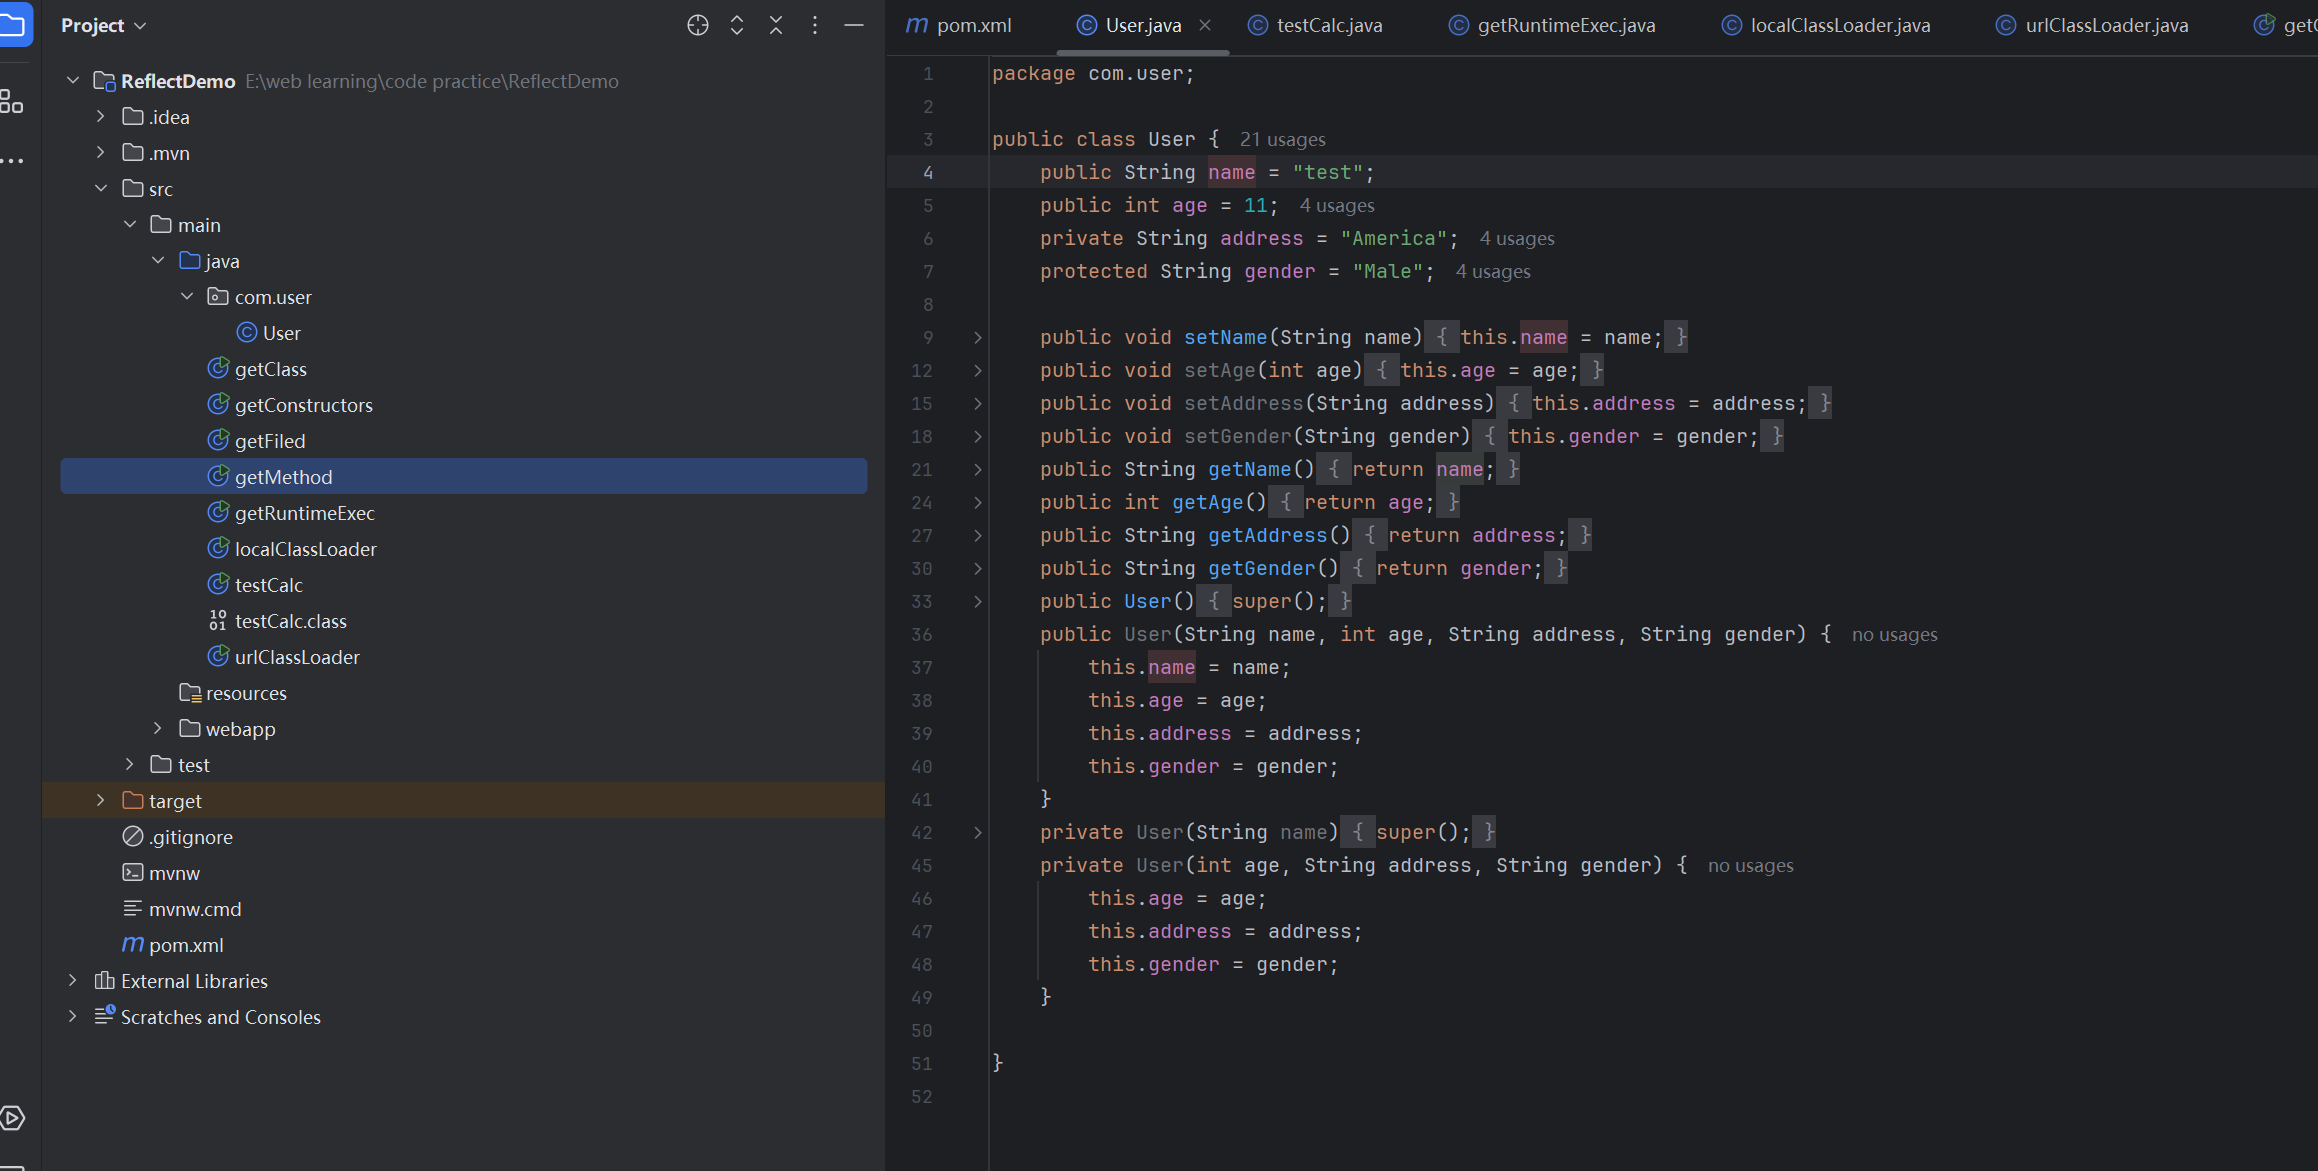 Project
ReflectDemo E:\web learning\code practice\ReflectDemo
.idea
.mvn
src
main
java
com.user
User
getClass
getConstructors
getFiled
getMethod
getRuntimeExec
localClassLoader
testCalc
testCalc.class
urlClassLoader
resources
webapp
test
target
.gitignore
mvnw
mvnw.cmd
pom.xml
External Libraries
Scratches and Consoles
pom.xml User.java testCalc.java getRuntimeExec.java localClassLoader.java urlClassLoader.java
1 package com.user;
2
3 public class User { 21 usages
4 public String name = "test";
5 public int age = 11; 4 usages
6 private String address = "America"; 4 usages
7 protected String gender = "Male"; 4 usages
8
9 public void setName(String name) { this.name = name; }
12 public void setAge(int age) { this.age = age; }
15 public void setAddress(String address) { this.address = address; }
18 public void setGender(String gender) { this.gender = gender; }
21 public String getName() { return name; }
24 public int getAge() { return age; }
27 public String getAddress() { return address; }
30 public String getGender() { return gender; }
33 public User() { super(); }
36 public User(String name, int age, String address, String gender) { no usages
37 this.name = name;
38 this.age = age;
39 this.address = address;
40 this.gender = gender;
41 }
42 private User(String name) { super(); }
45 private User(int age, String address, String gender) { no usages
46 this.age = age;
47 this.address = address;
48 this.gender = gender;
49 }
50
51 }
52